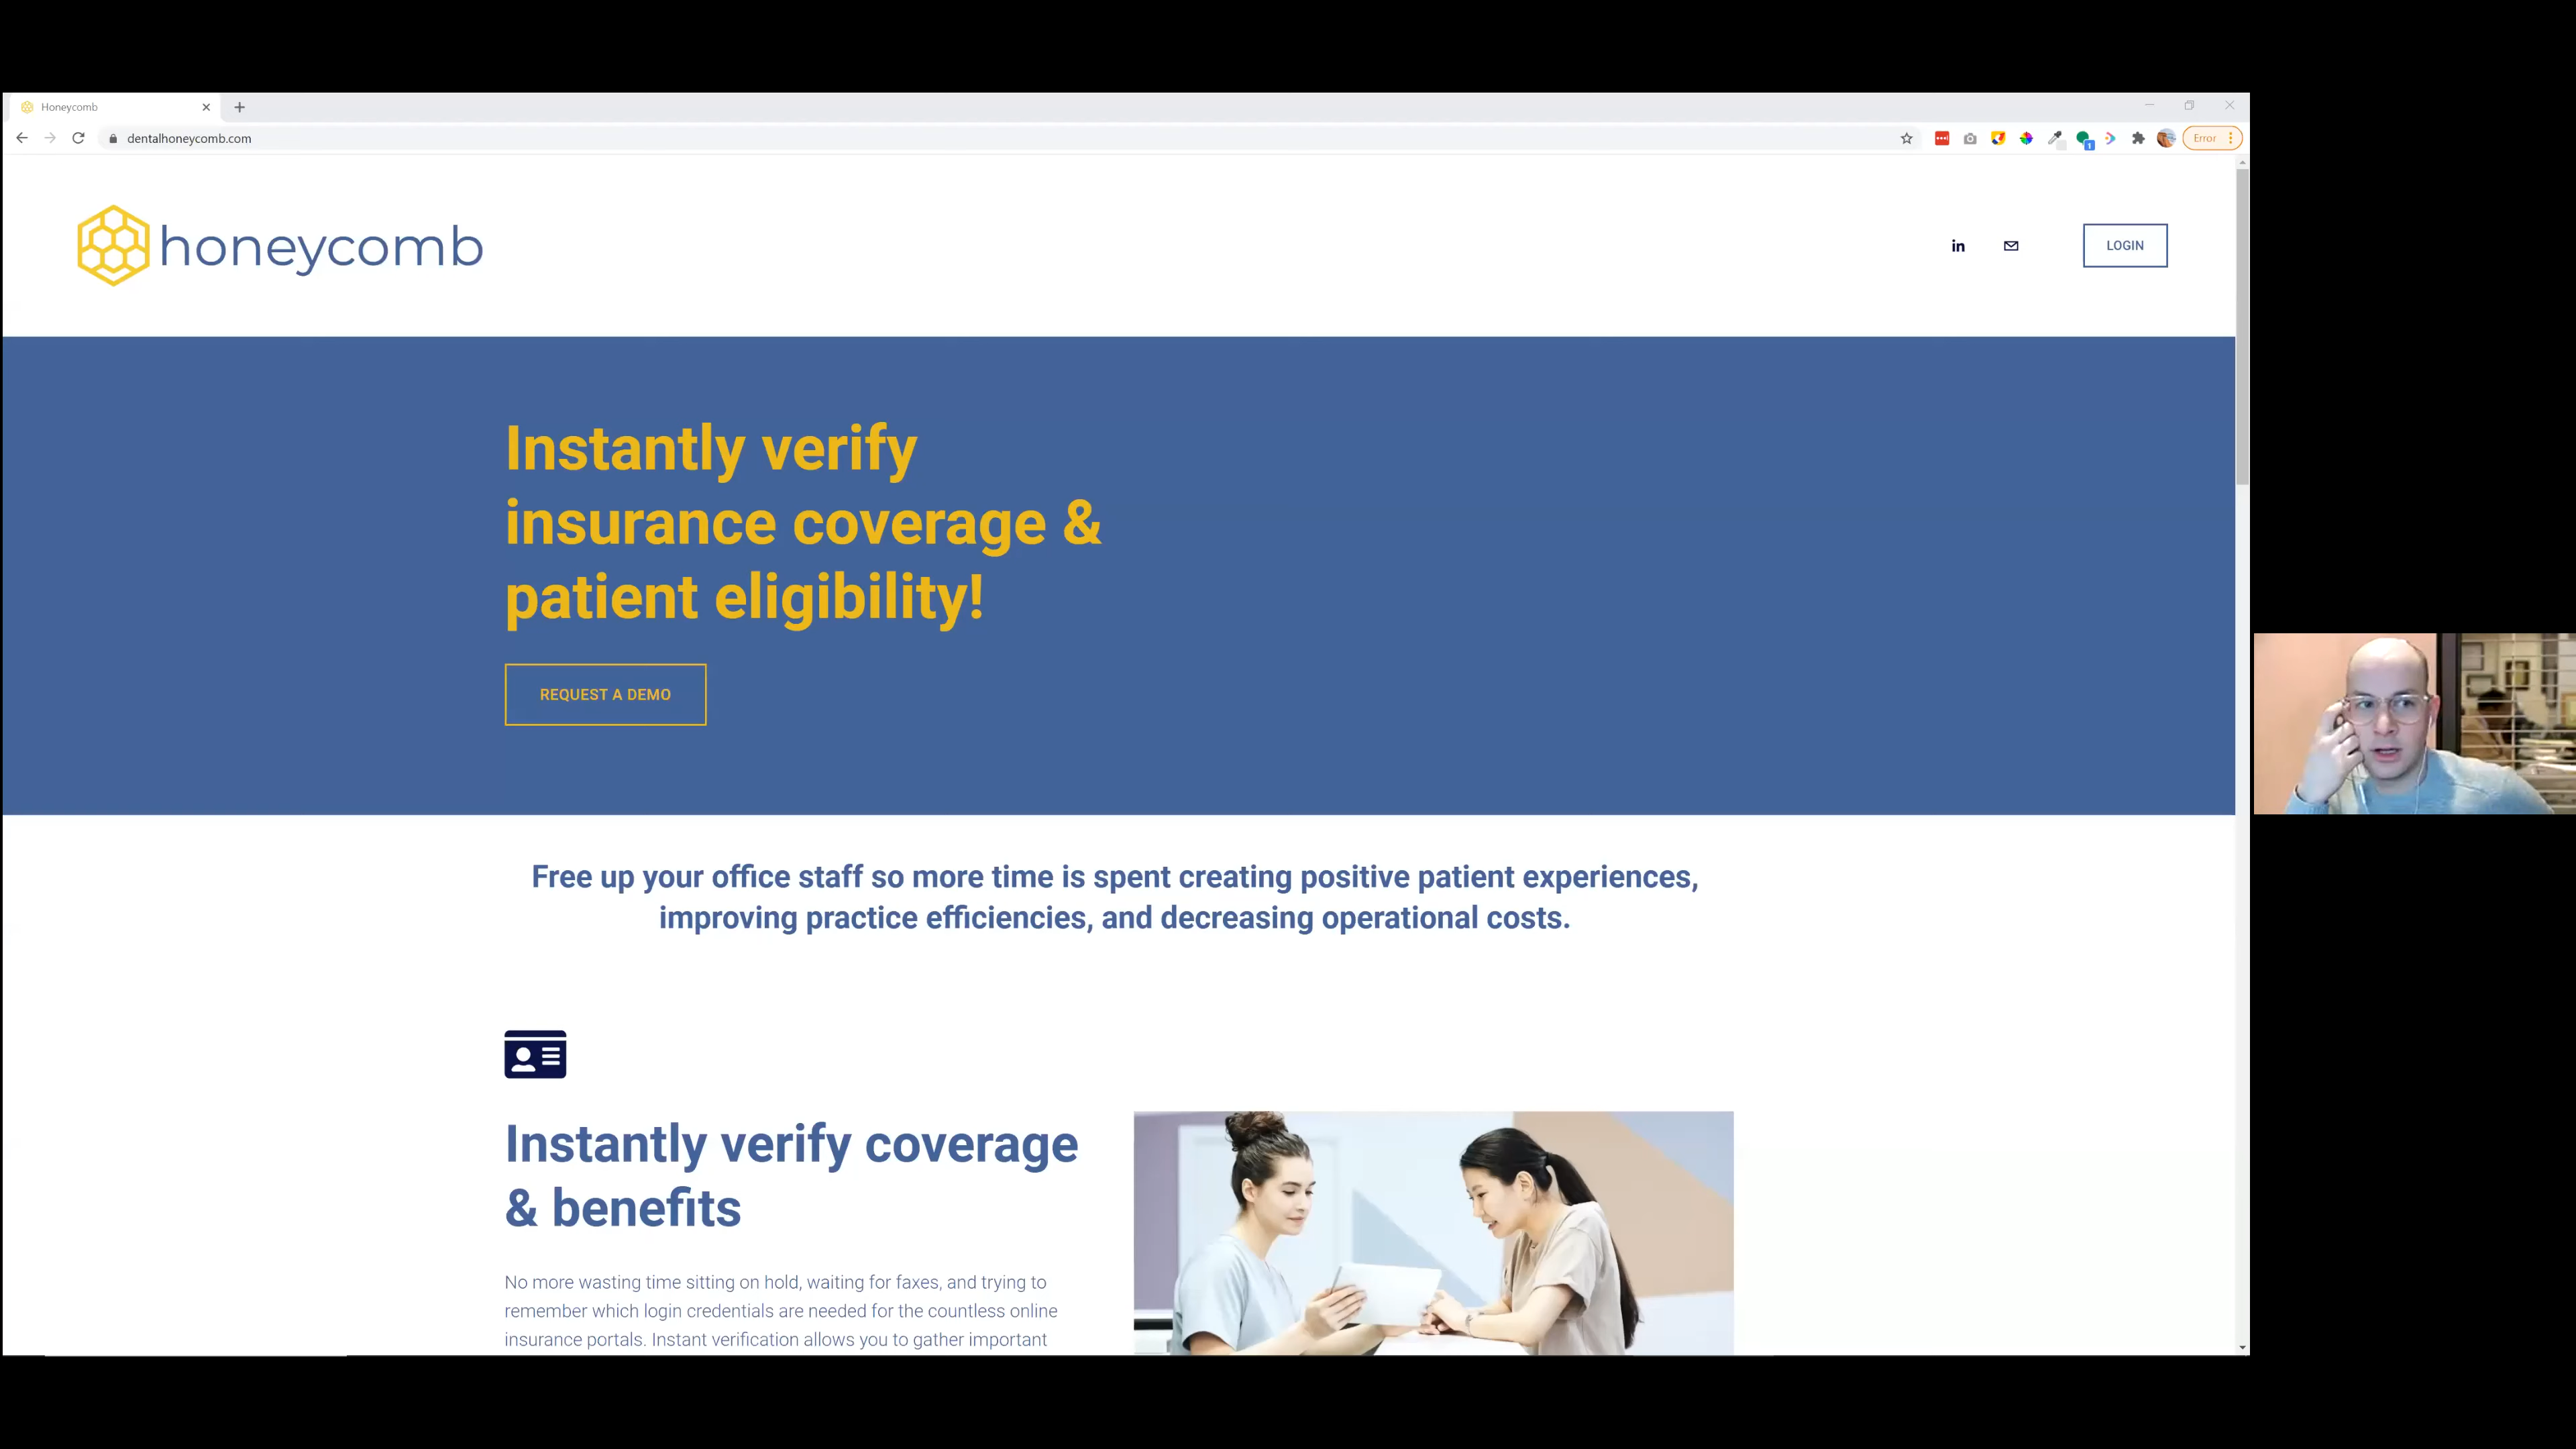 Honeycomb
dentalhoneycomb.com
Error
1
honeycomb
in
LOGIN
Instantly verify
insurance coverage &
patient eligibility!
REQUEST A DEMO
Free up your office staff so more time is spent creating positive patient experiences,
improving practice efficiencies, and decreasing operational costs.
Instantly verify coverage
& benefits
No more wasting time sitting on hold, waiting for faxes, and trying to
remember which login credentials are needed for the countless online
insurance portals. Instant verification allows you to gather important